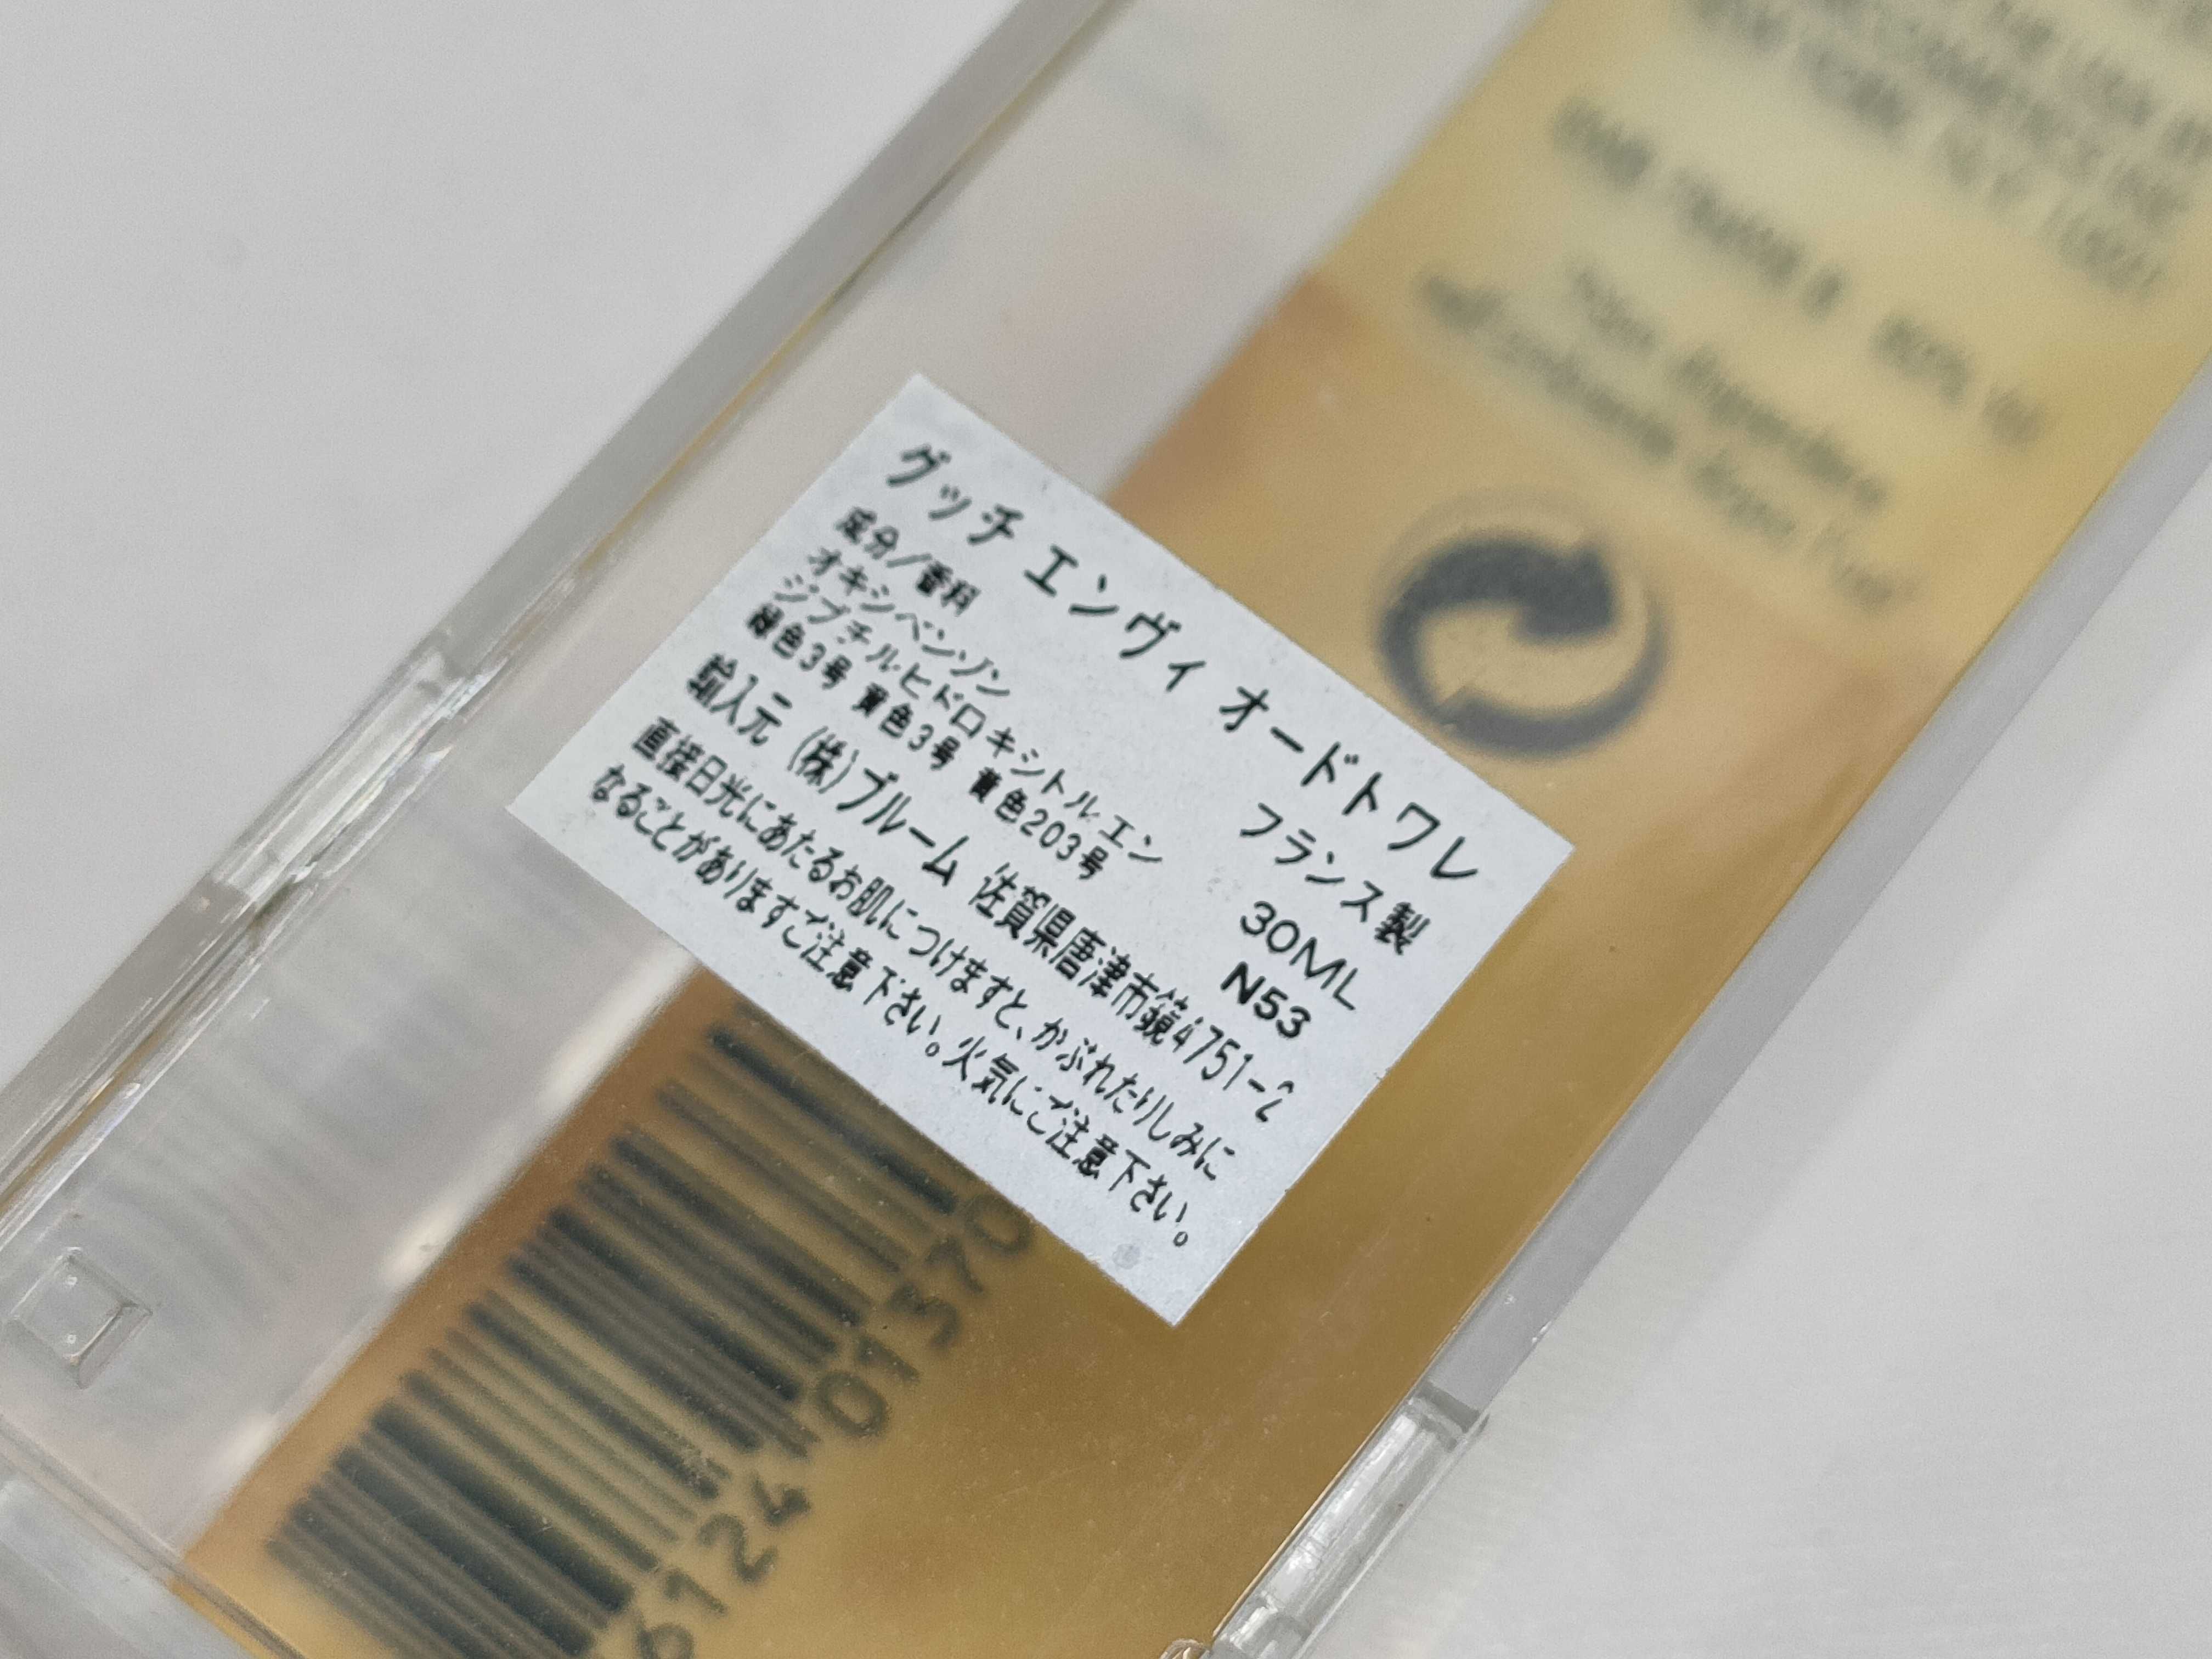 グッチ エンヴィ オードトワレ
成分/香料 フランス製
オキシベンゾン
ジブチルヒドロキシトルエン 30ML
緑色3号 黄色3号 黄色203号 N53
輸入元 (株)ブルーム 佐賀県唐津市鏡4751-2
直接日光にあたるお肌につけますと、かぶれたりしみに
なることがありますご注意下さい。火気にご注意下さい。
6124 01370